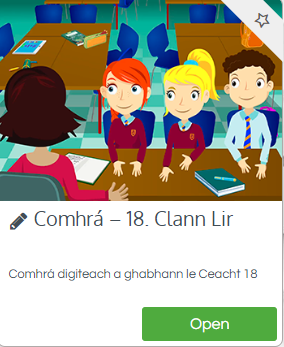 Comhrá – 18. Clann Lir
Comhrá digiteach a ghabhann le Ceacht 18
Open